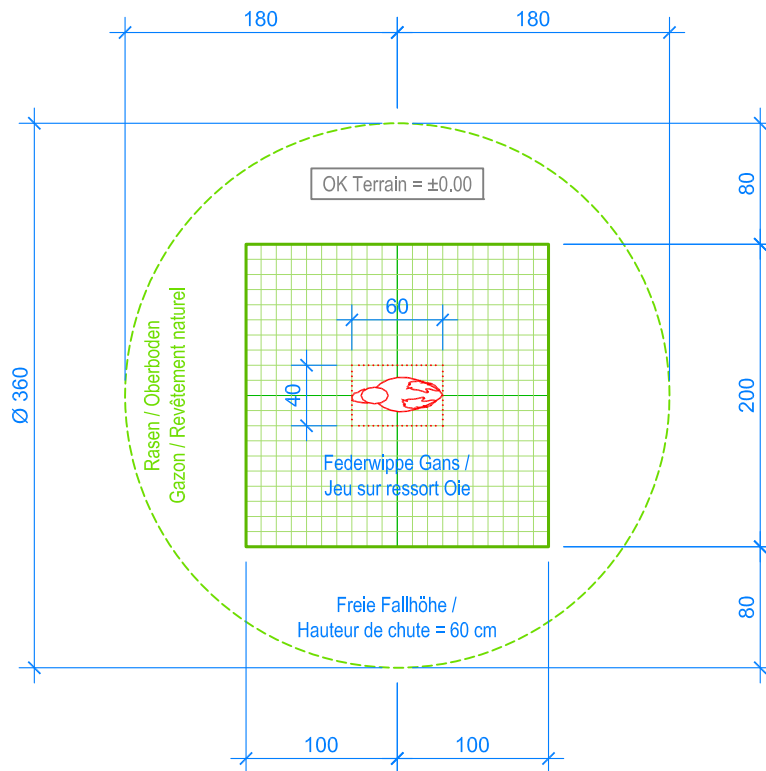 180
180
OK Terrain = ±0.00
80
60
Rasen / Oberboden
Gazon / Revêtement naturel
Ø 360
40
200
Federwippe Gans /
Jeu sur ressort Oie
Freie Fallhöhe /
Hauteur de chute = 60 cm
80
100
100